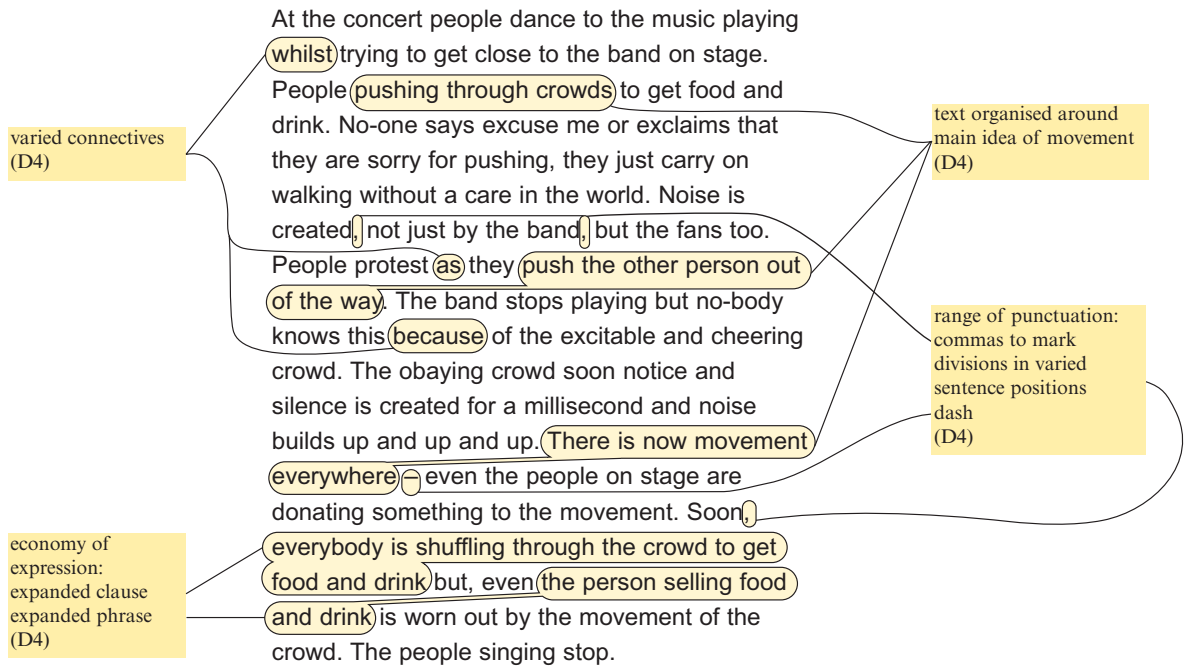 At the concert people dance to the music playing
whilst trying to get close to the band on stage.
People pushing through crowds to get food and
drink. No-one says excuse me or exclaims that
they are sorry for pushing, they just carry on
walking without a care in the world. Noise is
created, not just by the band, but the fans too.
People protest as they push the other person out
of the way. The band stops playing but no-body
knows this because of the excitable and cheering
crowd. The obaying crowd soon notice and
silence is created for a millisecond and noise
builds up and up and up. There is now movement
everywhere – even the people on stage are
donating something to the movement. Soon,
everybody is shuffling through the crowd to get
food and drink but, even the person selling food
and drink is worn out by the movement of the
crowd. The people singing stop.
varied connectives
(D4)
economy of
expression:
expanded clause
expanded phrase
(D4)
text organised around
main idea of movement
(D4)
range of punctuation:
commas to mark
divisions in varied
sentence positions
dash
(D4)